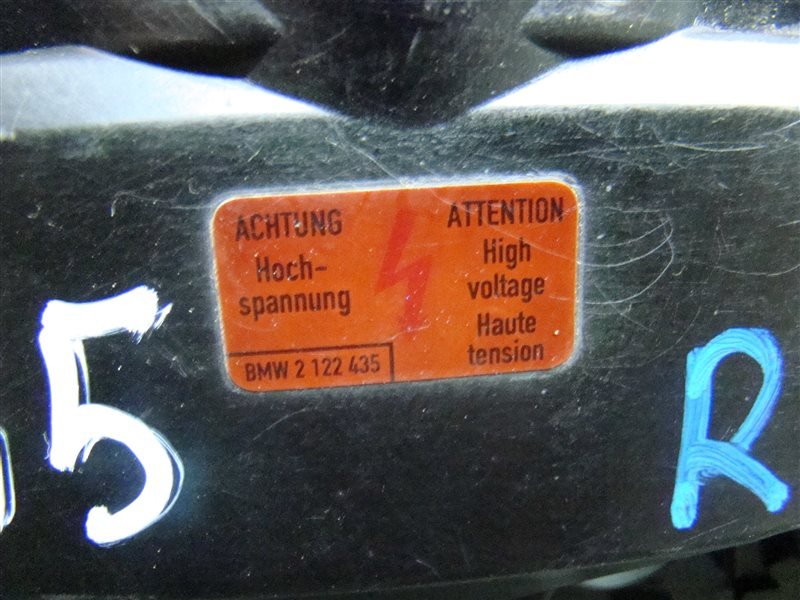 ACHTUNG
Hoch-
spannung
BMW 2 122 435
ATTENTION
High
voltage
Haute
tension
5
R